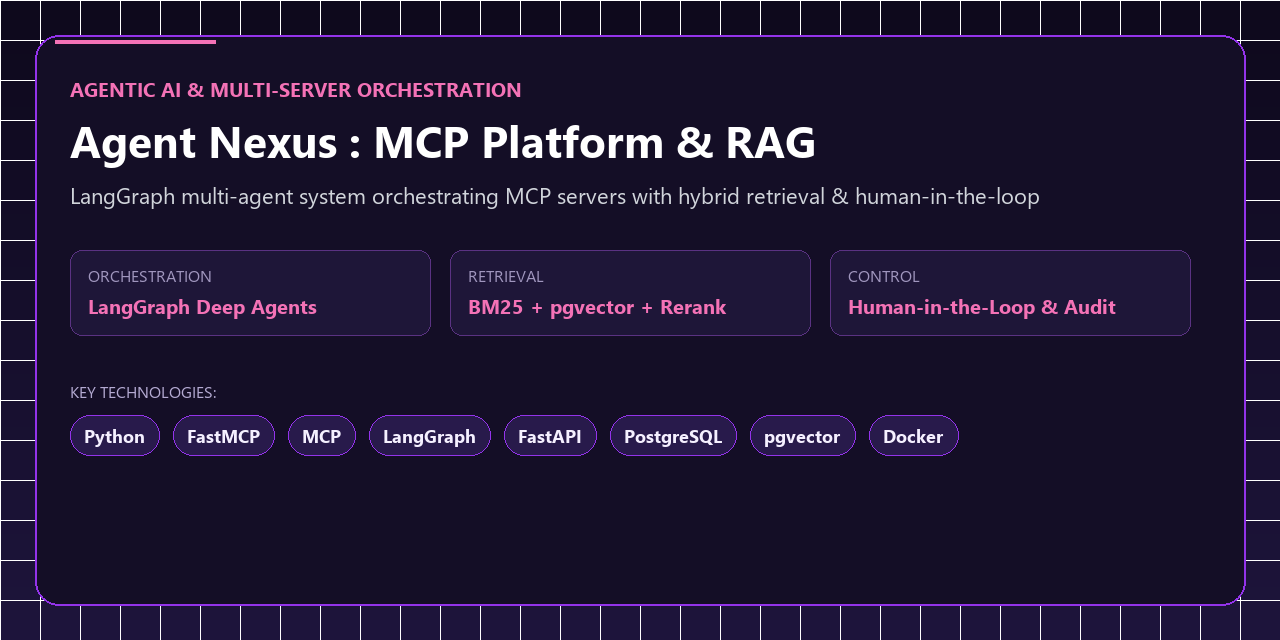 AGENTIC AI & MULTI-SERVER ORCHESTRATION
Agent Nexus : MCP Platform & RAG
LangGraph multi-agent system orchestrating MCP servers with hybrid retrieval & human-in-the-loop
ORCHESTRATION
LangGraph Deep Agents
RETRIEVAL
BM25 + pgvector + Rerank
CONTROL
Human-in-the-Loop & Audit
KEY TECHNOLOGIES:
Python FastMCP MCP LangGraph FastAPI PostgreSQL pgvector Docker